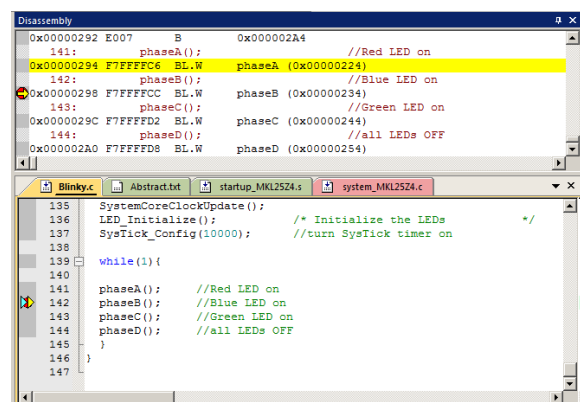 Disassembly
0x00000292 E007 B 0x000002A4
141: phaseA(); //Red LED on
0x00000294 F7FFFFC6 BL.W phaseA (0x00000224)
142: phaseB(); //Blue LED on
0x00000298 F7FFFFCC BL.W phaseB (0x00000234)
143: phaseC(); //Green LED on
0x0000029C F7FFFFD2 BL.W phaseC (0x00000244)
144: phaseD(); //all LEDs OFF
0x000002A0 F7FFFFD8 BL.W phaseD (0x00000254)
Blinky.c Abstract.txt startup_MKL25Z4.s system_MKL25Z4.c
135 SystemCoreClockUpdate();
136 LED_Initialize(); /* Initialize the LEDs */
137 SysTick_Config(10000); //turn SysTick timer on
138
139 while(1){
140
141 phaseA(); //Red LED on
142 phaseB(); //Blue LED on
143 phaseC(); //Green LED on
144 phaseD(); //all LEDs OFF
145 }
146 }
147